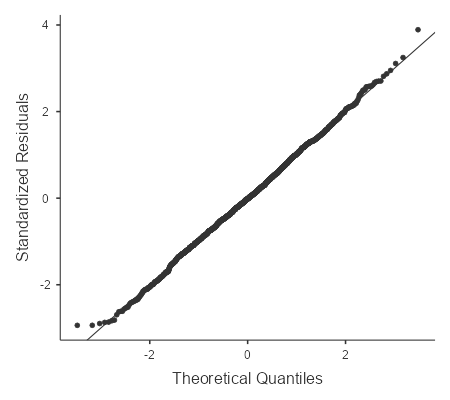 4
2
0
-2
Standardized Residuals
-2 0 2
Theoretical Quantiles